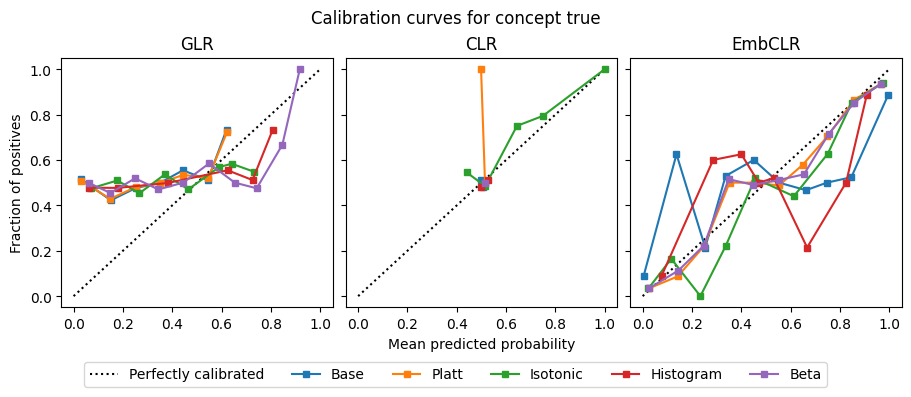 Calibration curves for concept true
GLR
CLR
EmbCLR
Fraction of positives
1.0
0.8
0.6
0.4
0.2
0.0
0.0 0.2 0.4 0.6 0.8 1.0
0.0 0.2 0.4 0.6 0.8 1.0
0.0 0.2 0.4 0.6 0.8 1.0
Mean predicted probability
Perfectly calibrated Base Platt Isotonic Histogram Beta